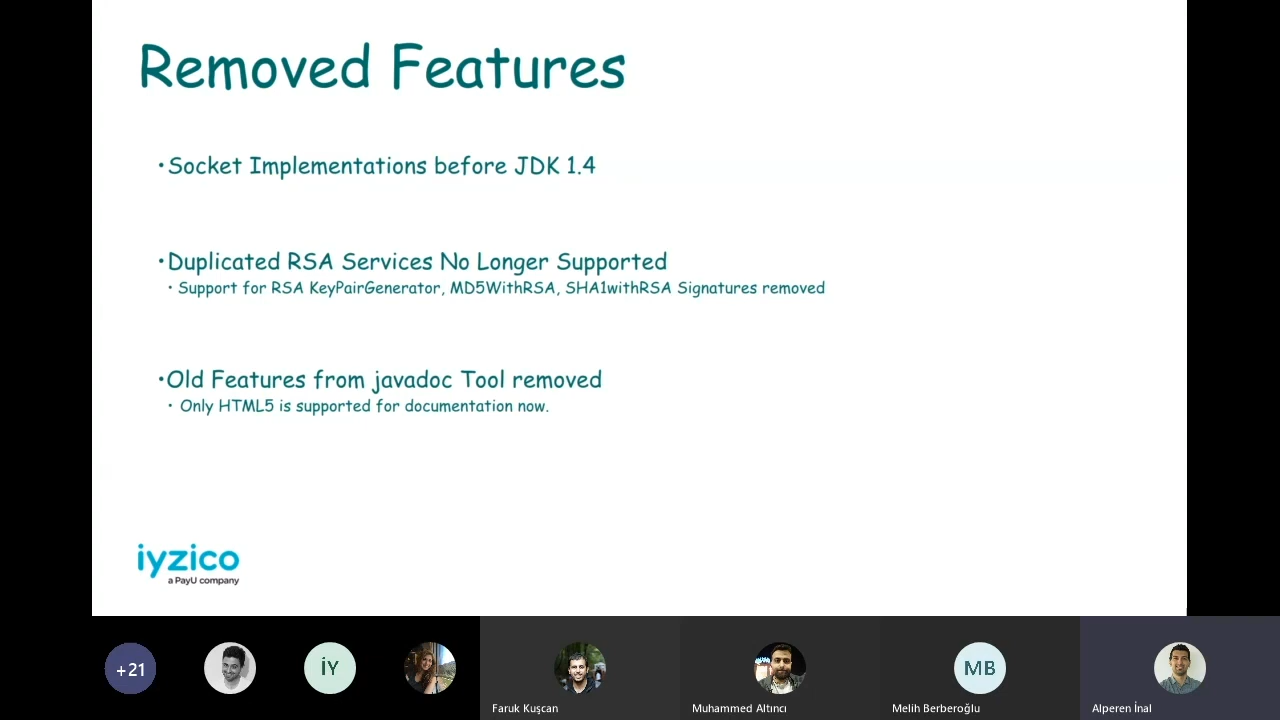 Removed Features
•Socket Implementations before JDK 1.4
•Duplicated RSA Services No Longer Supported
• Support for RSA KeyPairGenerator, MD5WithRSA, SHA1withRSA Signatures removed
•Old Features from javadoc Tool removed
• Only HTML5 is supported for documentation now.
iyzico
a PayU company
+21
İY
MB
Faruk Kuşcan
Muhammed Altıncı
Melih Berberoğlu
Alperen İnal